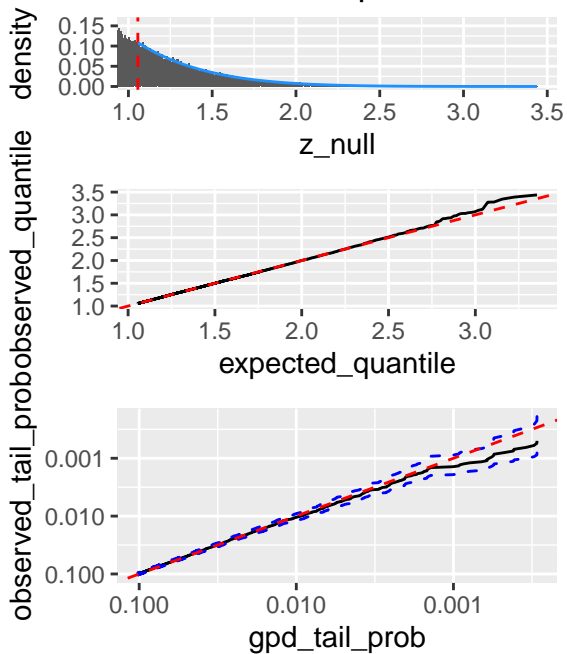 density
0.15
0.10
0.05
0.00
1.0 1.5 2.0 2.5 3.0 3.5
z_null
observed_quantile
3.5
3.0
2.5
2.0
1.5
1.0
1.0 1.5 2.0 2.5 3.0
expected_quantile
observed_tail_prob
0.001
0.010
0.100
0.100 0.010 0.001
gpd_tail_prob